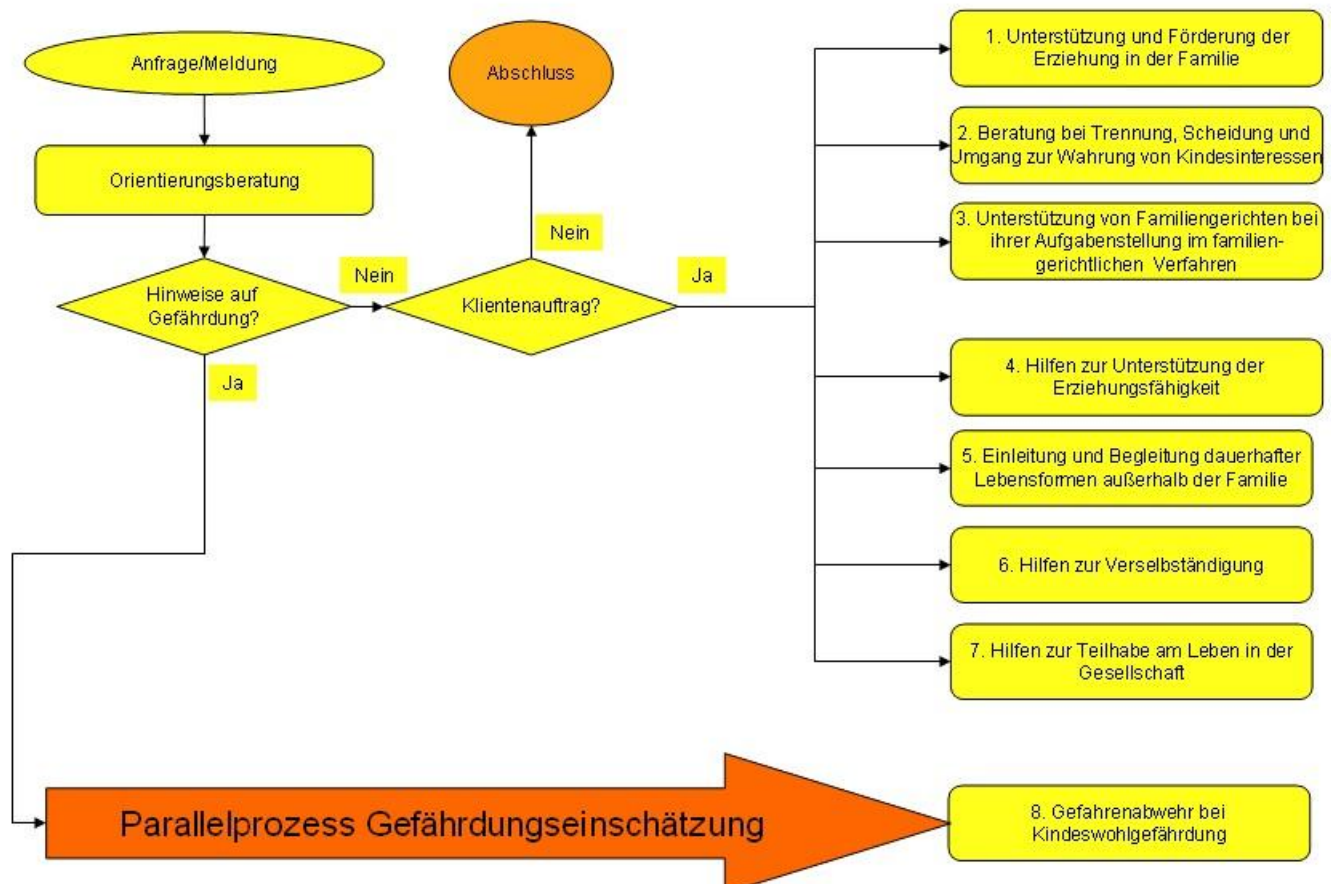 Anfrage/Meldung
Abschluss
Orientierungsberatung
Hinweise auf
Gefährdung?
Nein
Klientenauftrag?
Nein
Ja
Ja
1. Unterstützung und Förderung der
Erziehung in der Familie
2. Beratung bei Trennung, Scheidung und
Umgang zur Wahrung von Kindesinteressen
3. Unterstützung von Familiengerichten bei
ihrer Aufgabenstellung im familien-
gerichtlichen Verfahren
4. Hilfen zur Unterstützung der
Erziehungsfähigkeit
5. Einleitung und Begleitung dauerhafter
Lebensformen außerhalb der Familie
6. Hilfen zur Verselbständigung
7. Hilfen zur Teilhabe am Leben in der
Gesellschaft
Parallelprozess Gefährdungseinschätzung
8. Gefahrenabwehr bei
Kindeswohlgefährdung